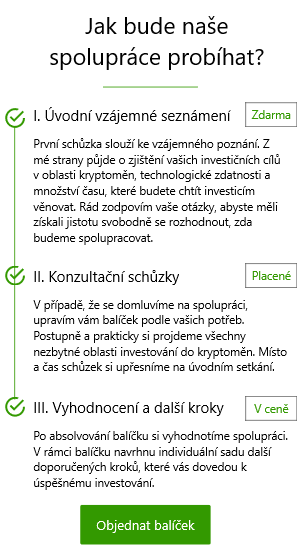 Jak bude naše
spolupráce probíhat?
I. Úvodní vzájemné seznámení
Zdarma
První schůzka slouží ke vzájemného poznání. Z
mé strany půjde o zjištění vašich investičních cílů
v oblasti kryptoměn, technologické zdatnosti a
množství času, které budete chtít investicím
věnovat. Rád zodpovím vaše otázky, abyste měli
získali jistotu svobodně se rozhodnout, zda
budeme spolupracovat.
II. Konzultační schůzky
Placené
V případě, že se domluvíme na spolupráci,
upravím vám balíček podle vašich potřeb.
Postupně a prakticky si projdeme všechny
nezbytné oblasti investování do kryptoměn. Místo
a čas schůzek si upřesníme na úvodním setkání.
III. Vyhodnocení a další kroky
V ceně
Po absolvování balíčku si vyhodnotíme spolupráci.
V rámci balíčku navrhnu individuální sadu další
doporučených kroků, které vás dovedou k
úspěšnému investování.
Objednat balíček